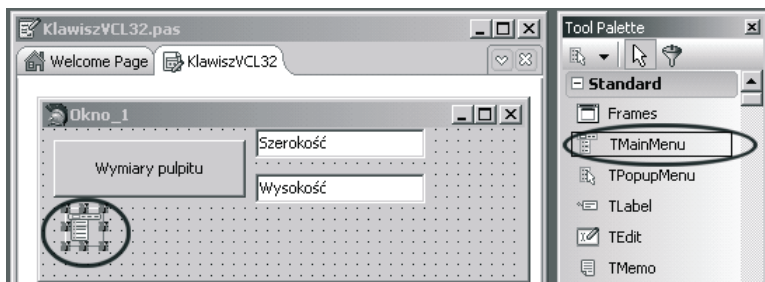 KlawiszVCL32.pas
Welcome Page
KlawiszVCL32
Okno_1
Wymiary pulpitu
Szerokość
Wysokość
Tool Palette
Standard
Frames
TMainMenu
TPopupMenu
TLabel
TEdit
TMemo